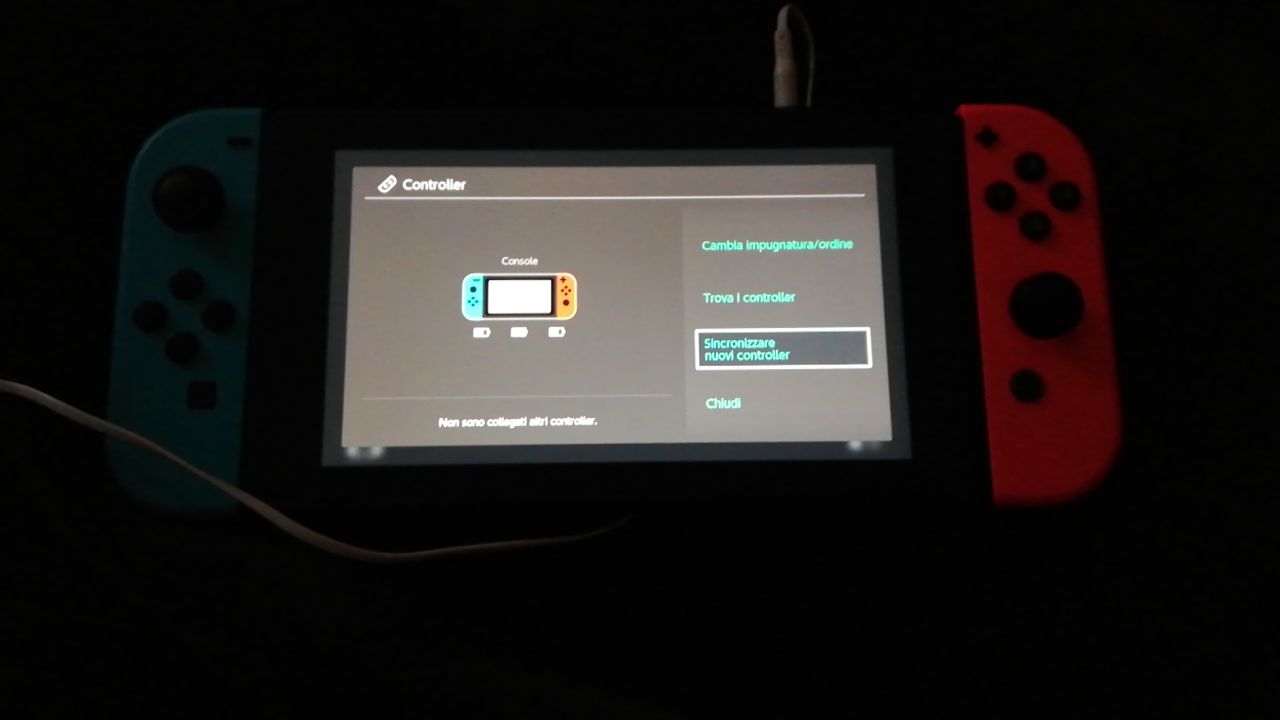 Controller
Console
Non sono collegati altri controller.
Cambia impugnatura/ordine
Trova i controller
Sincronizzare
nuovi controller
Chiudi